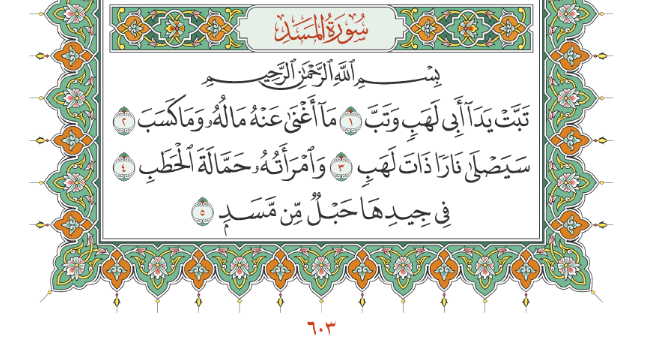 سُورَةُ المَسَدِ
بِسْمِ ٱللَّهِ ٱلرَّحْمَٰنِ ٱلرَّحِيمِ
تَبَّتْ يَدَآ أَبِى لَهَبٍ وَتَبَّ ١ مَآ أَغْنَىٰ عَنْهُ مَالُهُۥ وَمَا كَسَبَ ٢
سَيَصْلَىٰ نَارًا ذَاتَ لَهَبٍ ٣ وَٱمْرَأَتُهُۥ حَمَّالَةَ ٱلْحَطَبِ ٤
فِى جِيدِهَا حَبْلٌ مِّن مَّسَدٍۭ ٥
٦٠٣